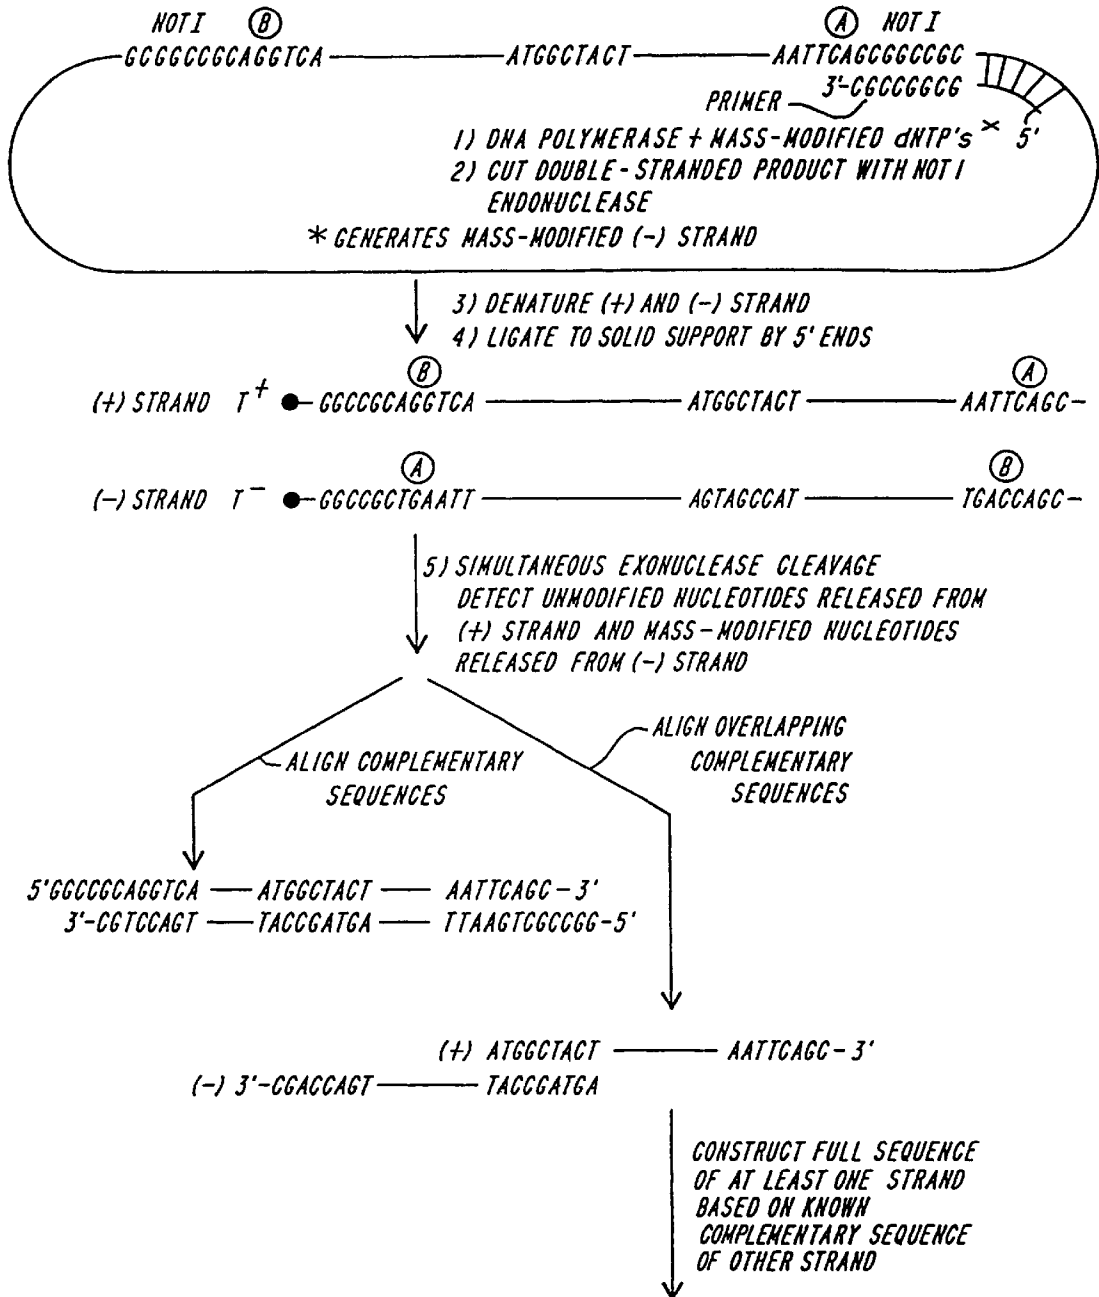 NOT I Ⓑ Ⓐ NOT I
GCGGCCGCAGGTCA ATGGCTACT AATTCAGCGGCCGC
3'-CGCCGGCG
PRIMER
1) DNA POLYMERASE + MASS-MODIFIED dNTP's * 5'
2) CUT DOUBLE-STRANDED PRODUCT WITH NOT I
ENDONUCLEASE
* GENERATES MASS-MODIFIED (-) STRAND
3) DENATURE (+) AND (-) STRAND
4) LIGATE TO SOLID SUPPORT BY 5' ENDS
Ⓑ Ⓐ
(+) STRAND T+ GGCCGCAGGTCA ATGGCTACT AATTCAGC-
Ⓐ Ⓑ
(-) STRAND T- GGCCGCTGAATT AGTAGCCAT TGACCAGC-
5) SIMULTANEOUS EXONUCLEASE CLEAVAGE
DETECT UNMODIFIED NUCLEOTIDES RELEASED FROM
(+) STRAND AND MASS-MODIFIED NUCLEOTIDES
RELEASED FROM (-) STRAND
ALIGN OVERLAPPING
COMPLEMENTARY
SEQUENCES
ALIGN COMPLEMENTARY
SEQUENCES
5'GGCCGCAGGTCA ATGGCTACT AATTCAGC-3'
3'-CGTCCAGT TACCGATGA TTAAGTCGCCGG-5'
(+) ATGGCTACT AATTCAGC-3'
(-) 3'-CGACCAGT TACCGATGA
CONSTRUCT FULL SEQUENCE
OF AT LEAST ONE STRAND
BASED ON KNOWN
COMPLEMENTARY SEQUENCE
OF OTHER STRAND